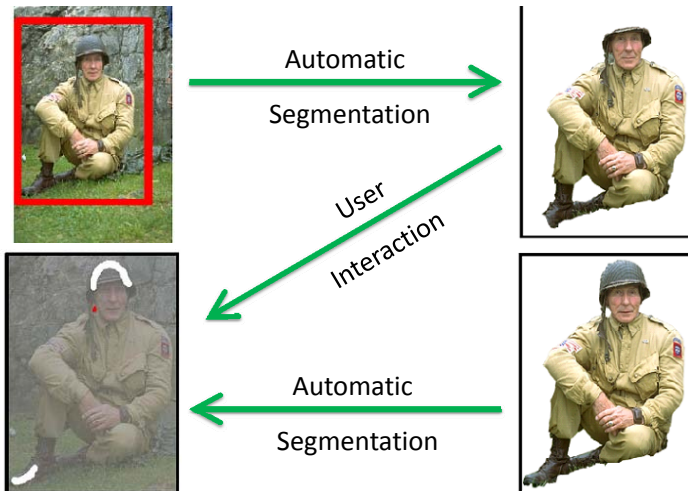 Automatic
Segmentation
User
Interaction
Automatic
Segmentation